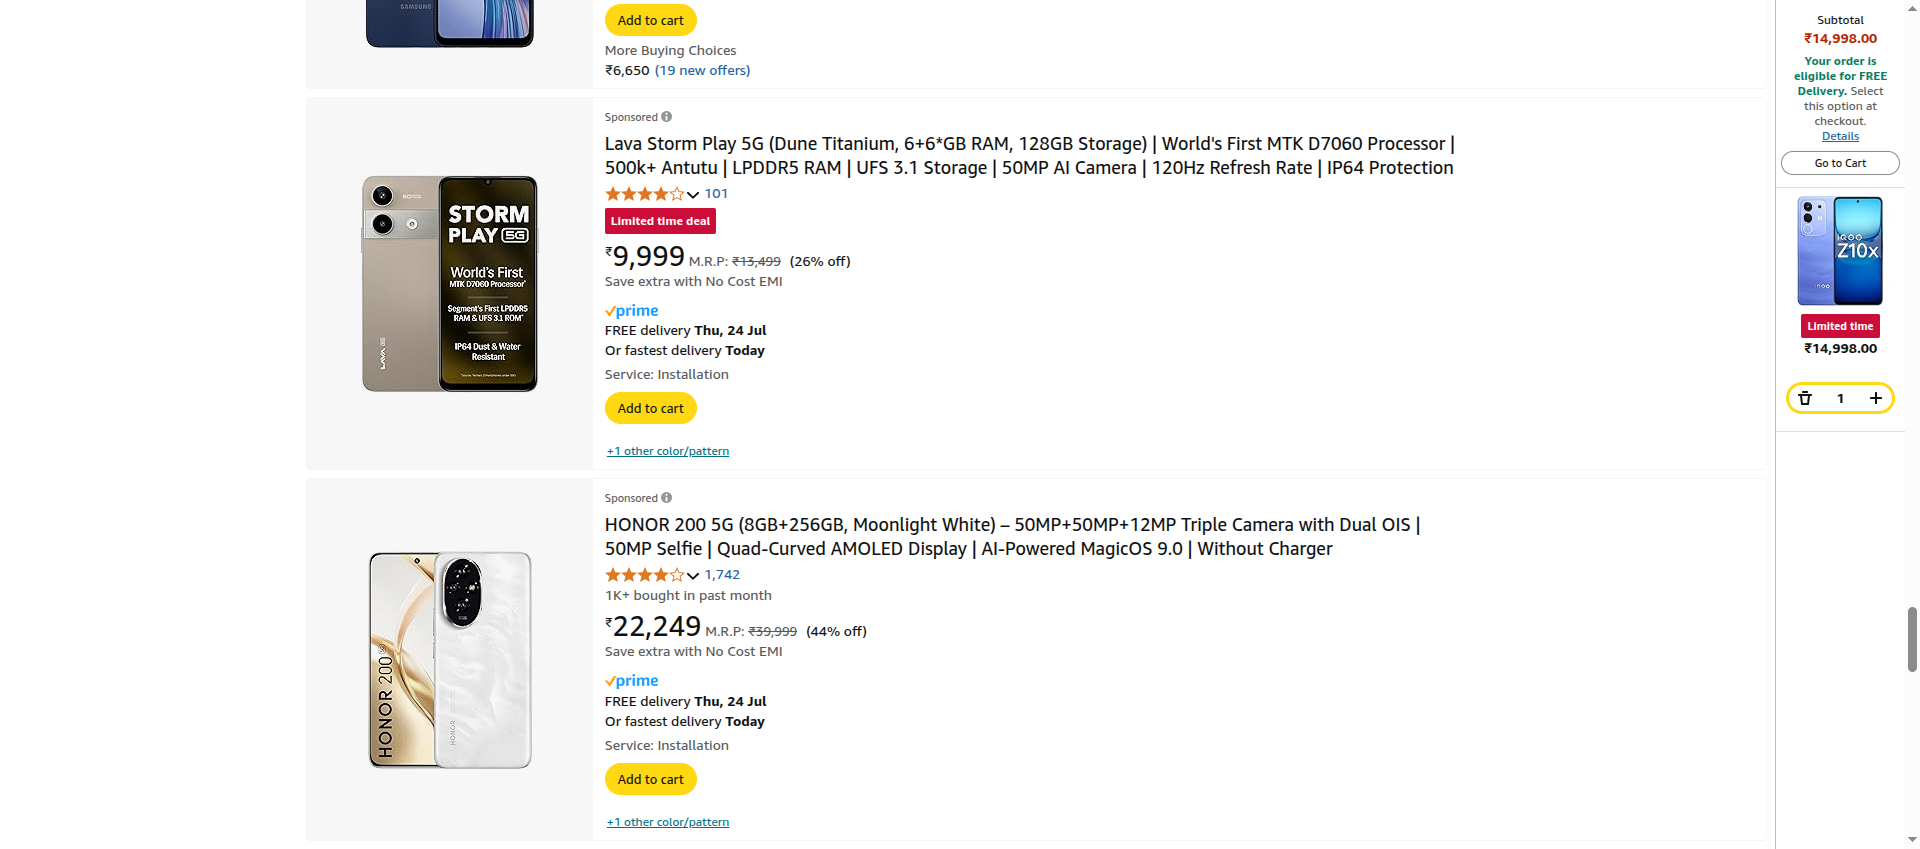 SAMSUNG
Add to cart
More Buying Choices
₹6,650 (19 new offers)
Sponsored
Lava Storm Play 5G (Dune Titanium, 6+6*GB RAM, 128GB Storage) | World's First MTK D7060 Processor |
500k+ Antutu | LPDDR5 RAM | UFS 3.1 Storage | 50MP AI Camera | 120Hz Refresh Rate | IP64 Protection
101
Limited time deal
₹9,999 M.R.P: ₹13,499 (26% off)
Save extra with No Cost EMI
prime
FREE delivery Thu, 24 Jul
Or fastest delivery Today
Service: Installation
Add to cart
+1 other color/pattern
STORM
PLAY 5G
World's First
MTK D7060 Processor*
Segment's First LPDDR5
RAM & UFS 3.1 ROM*
IP64 Dust & Water
Resistant
LAVA
Sponsored
HONOR 200 5G (8GB+256GB, Moonlight White) – 50MP+50MP+12MP Triple Camera with Dual OIS |
50MP Selfie | Quad-Curved AMOLED Display | AI-Powered MagicOS 9.0 | Without Charger
1,742
1K+ bought in past month
₹22,249 M.R.P: ₹39,999 (44% off)
Save extra with No Cost EMI
prime
FREE delivery Thu, 24 Jul
Or fastest delivery Today
Service: Installation
Add to cart
+1 other color/pattern
HONOR 200
HONOR
Subtotal
₹14,998.00
Your order is
eligible for FREE
Delivery. Select
this option at
checkout.
Details
Go to Cart
iQOO
Z10x
iQOO
Limited time
₹14,998.00
1